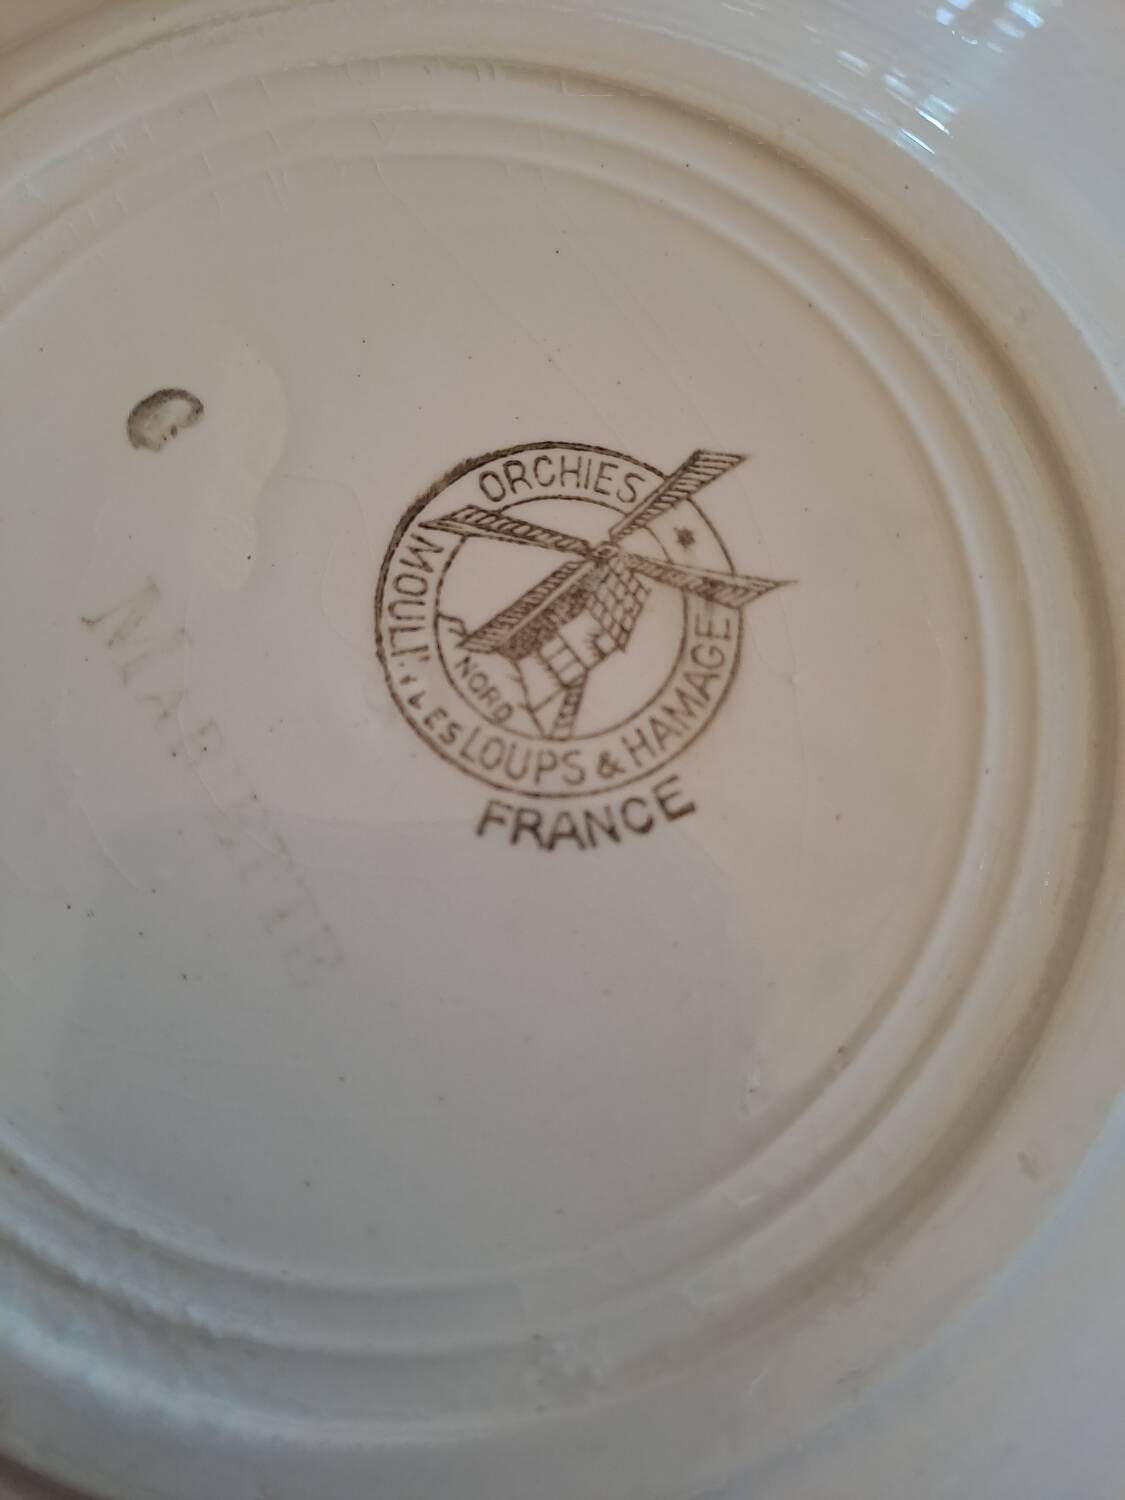 ORCHIES
MOULIN DES LOUPS & HAMAGE
NORD
FRANCE